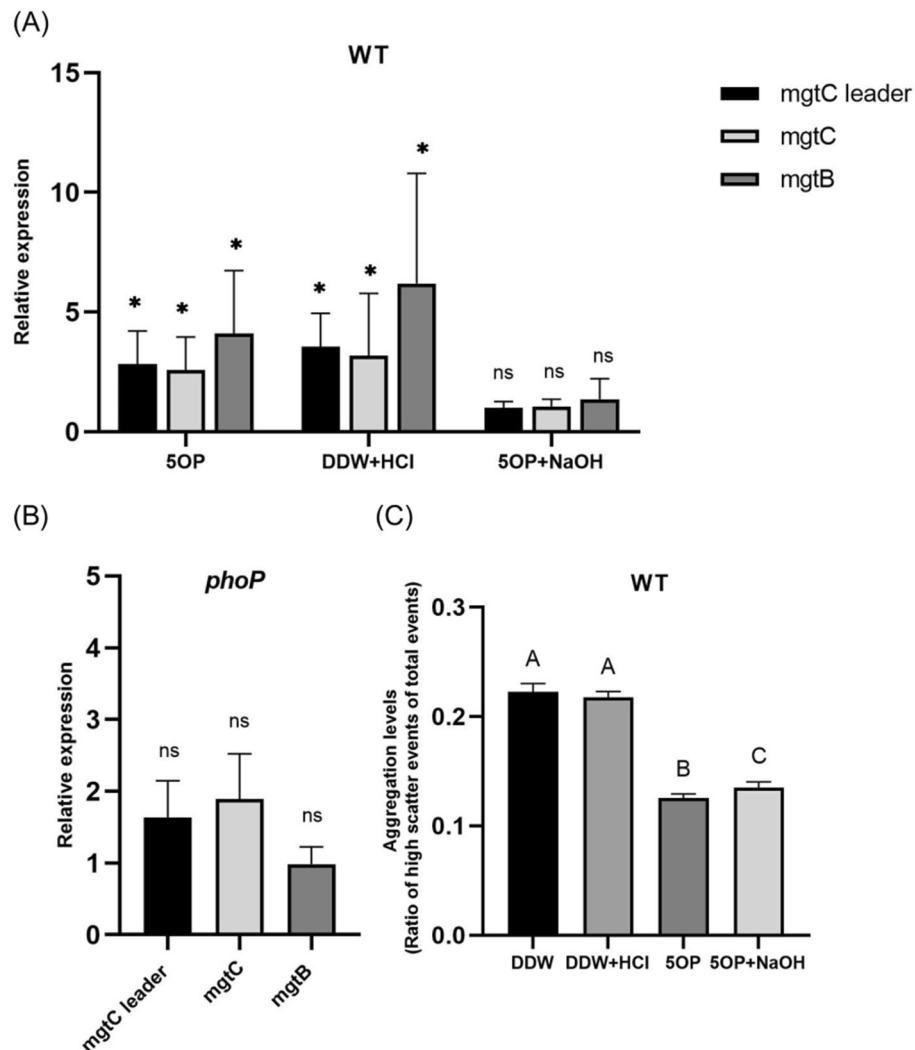 (A)
WT
15
10
5
0
Relative expression
* * * * * * ns ns ns
5OP DDW+HCl 5OP+NaOH
mgtC leader
mgtC
mgtB
(B)
phoP
5
4
3
2
1
0
Relative expression
ns ns ns
mgtC leader mgtC mgtB
(C)
WT
0.3
0.2
0.1
0.0
Aggregation levels
(Ratio of high scatter events of total events)
A A B C
DDW DDW+HCl 5OP 5OP+NaOH